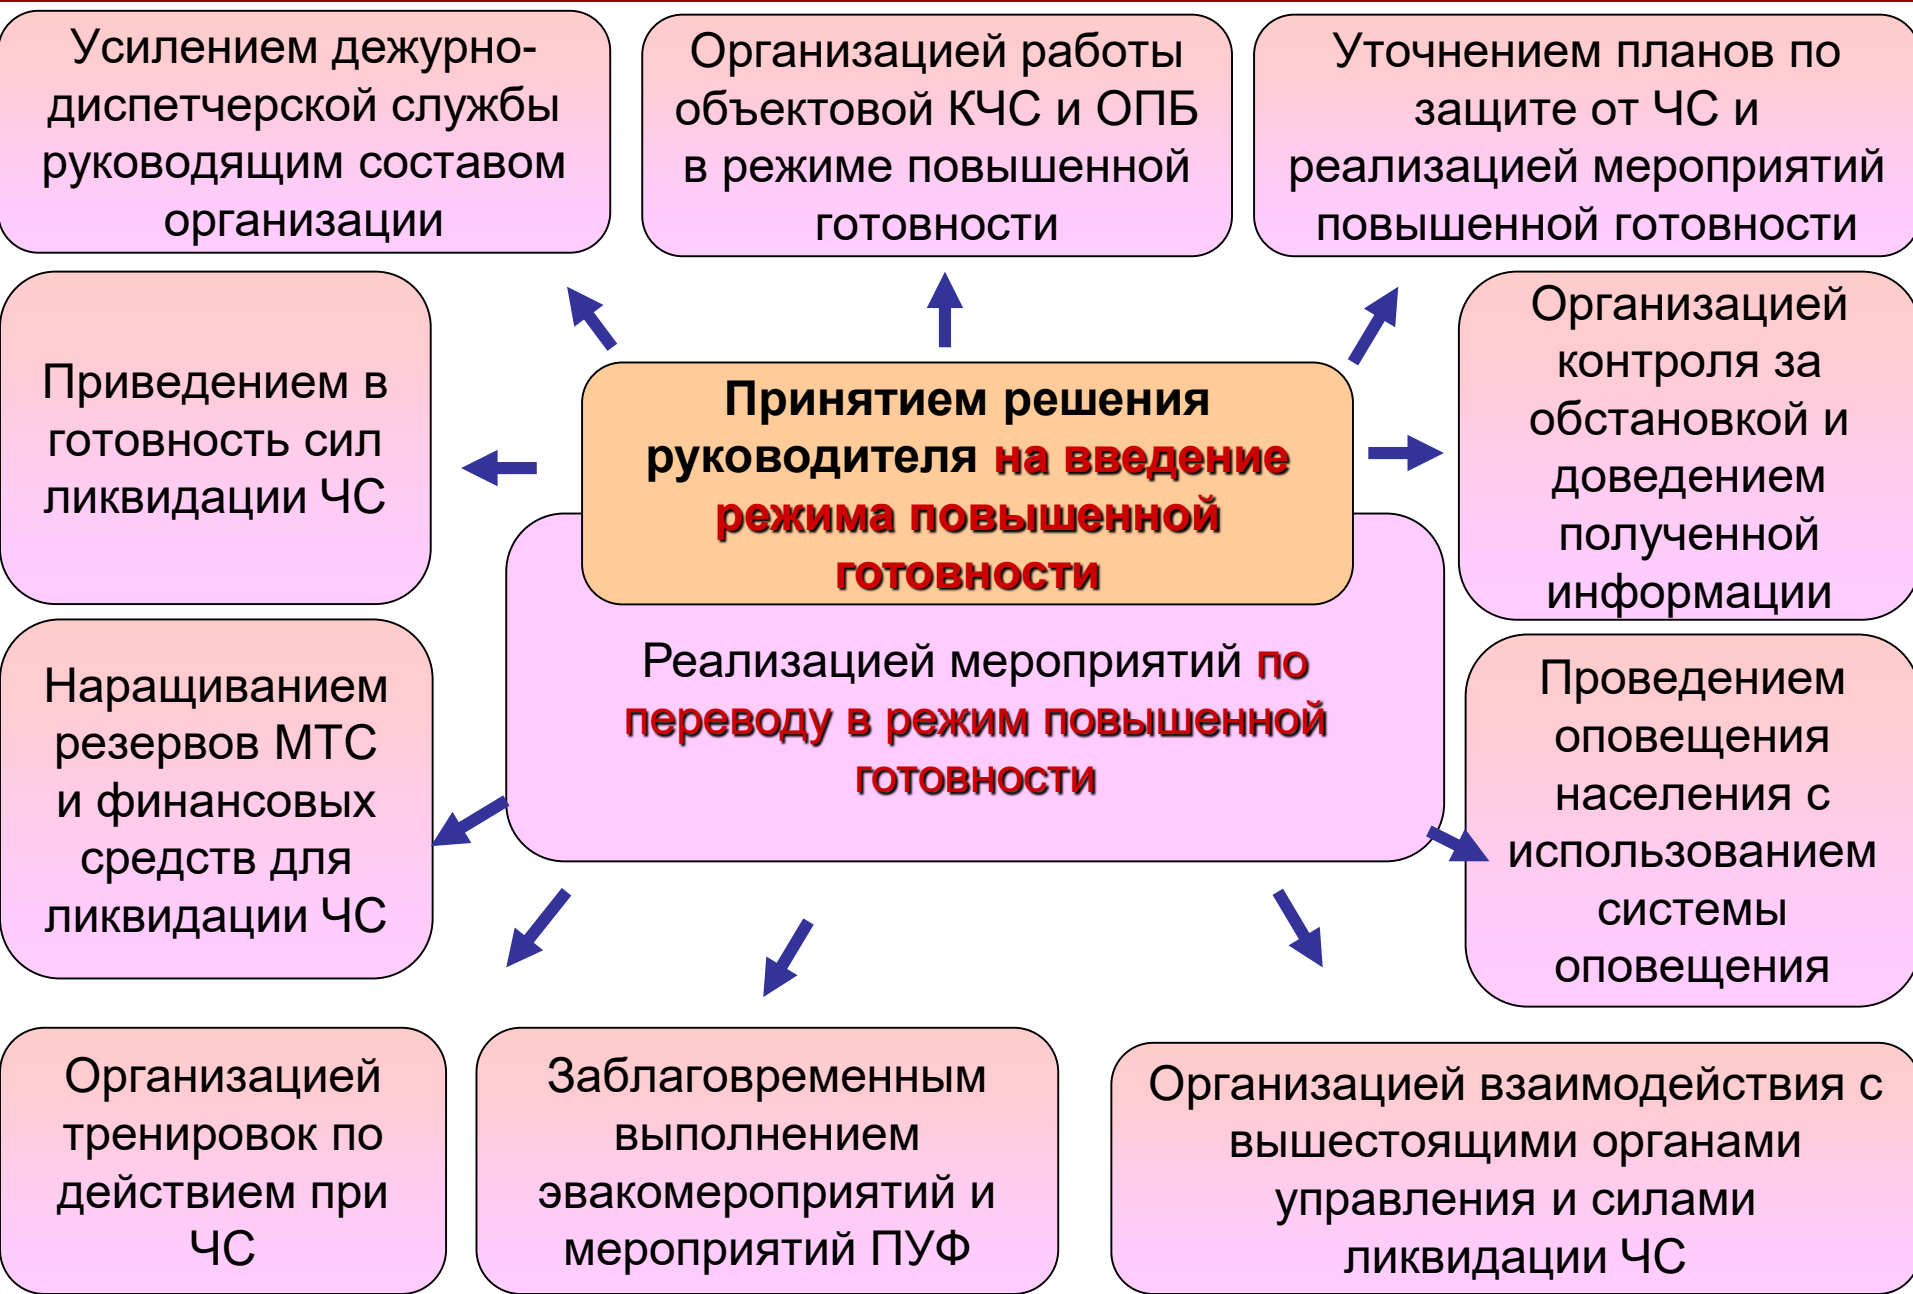 Усилением дежурно-
диспетчерской службы
руководящим составом
организации
Организацией работы
объектовой КЧС и ОПБ
в режиме повышенной
готовности
Уточнением планов по
защите от ЧС и
реализацией мероприятий
повышенной готовности
Приведением в
готовность сил
ликвидации ЧС
Принятием решения
руководителя на введение
режима повышенной
готовности
Организацией
контроля за
обстановкой и
доведением
полученной
информации
Наращиванием
резервов МТС
и финансовых
средств для
ликвидации ЧС
Реализацией мероприятий по
переводу в режим повышенной
готовности
Проведением
оповещения
населения с
использованием
системы
оповещения
Организацией
тренировок по
действием при
ЧС
Заблаговременным
выполнением
эвакомероприятий и
мероприятий ПУФ
Организацией взаимодействия с
вышестоящими органами
управления и силами
ликвидации ЧС